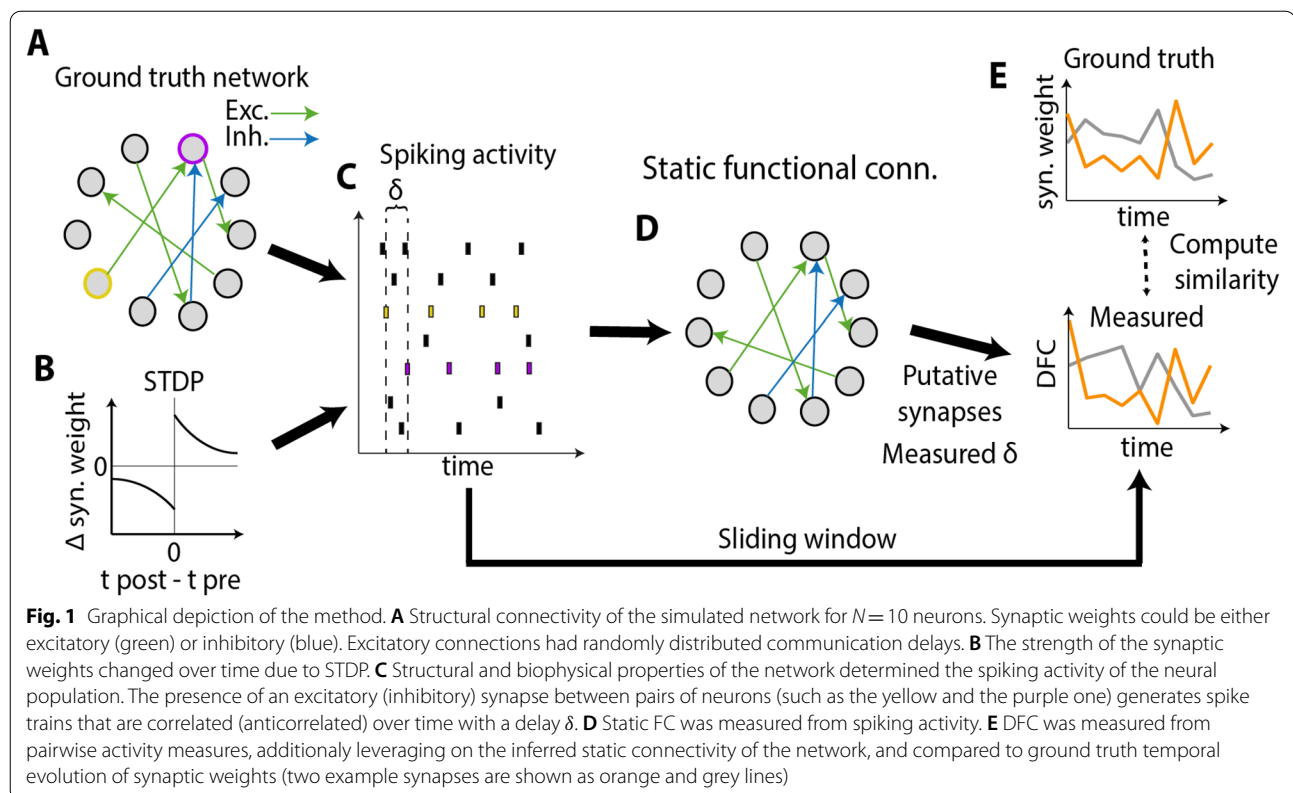 A
Ground truth network
Exc.
Inh.
B
STDP
Δ syn. weight
0
0
t post - t pre
C
Spiking activity
δ
time
Static functional conn.
D
Putative
synapses
Measured δ
Sliding window
E
Ground truth
syn. weight
time
Compute
similarity
Measured
DFC
time
Fig. 1 Graphical depiction of the method. A Structural connectivity of the simulated network for N = 10 neurons. Synaptic weights could be either
excitatory (green) or inhibitory (blue). Excitatory connections had randomly distributed communication delays. B The strength of the synaptic
weights changed over time due to STDP. C Structural and biophysical properties of the network determined the spiking activity of the neural
population. The presence of an excitatory (inhibitory) synapse between pairs of neurons (such as the yellow and the purple one) generates spike
trains that are correlated (anticorrelated) over time with a delay δ. D Static FC was measured from spiking activity. E DFC was measured from
pairwise activity measures, additionaly leveraging on the inferred static connectivity of the network, and compared to ground truth temporal
evolution of synaptic weights (two example synapses are shown as orange and grey lines)